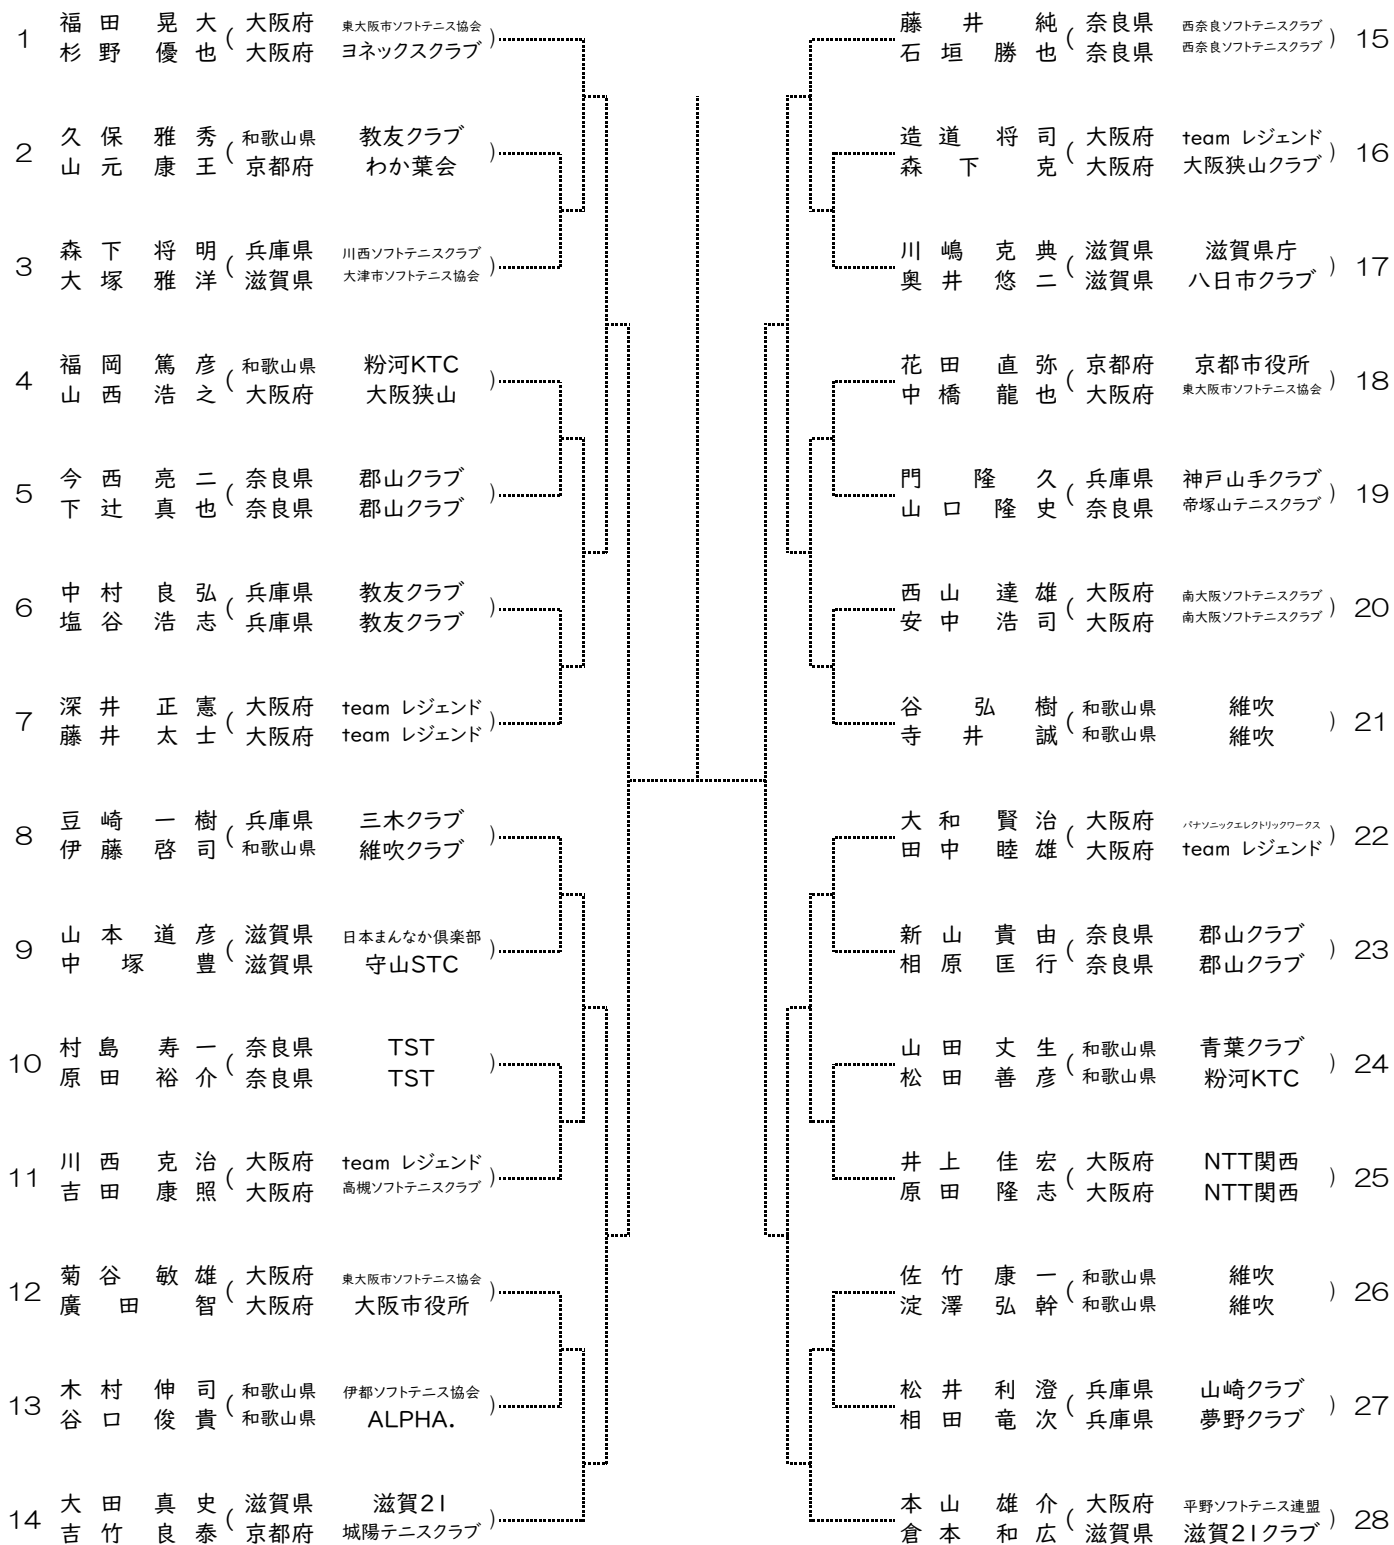 1 福田 晃大 ( 大阪府 東大阪市ソフトテニス協会 )
杉野 優也 ( 大阪府 ヨネックスクラブ )
2 久保 雅秀 ( 和歌山県 教友クラブ )
山元 康王 ( 京都府 わか葉会 )
3 森下 将明 ( 兵庫県 川西ソフトテニスクラブ )
大塚 雅洋 ( 滋賀県 大津市ソフトテニス協会 )
4 福岡 篤彦 ( 和歌山県 粉河KTC )
山西 浩之 ( 大阪府 大阪狭山 )
5 今西 亮二 ( 奈良県 郡山クラブ )
下辻 真也 ( 奈良県 郡山クラブ )
6 中村 良弘 ( 兵庫県 教友クラブ )
塩谷 浩志 ( 兵庫県 教友クラブ )
7 深井 正憲 ( 大阪府 team レジェンド )
藤井 太士 ( 大阪府 team レジェンド )
8 豆崎 一樹 ( 兵庫県 三木クラブ )
伊藤 啓司 ( 和歌山県 維吹クラブ )
9 山本 道彦 ( 滋賀県 日本まんなか倶楽部 )
中塚 豊 ( 滋賀県 守山STC )
10 村島 寿一 ( 奈良県 TST )
原田 裕介 ( 奈良県 TST )
11 川西 克治 ( 大阪府 team レジェンド )
吉田 康照 ( 大阪府 高槻ソフトテニスクラブ )
12 菊谷 敏雄 ( 大阪府 東大阪市ソフトテニス協会 )
廣田 智 ( 大阪府 大阪市役所 )
13 木村 伸司 ( 和歌山県 伊都ソフトテニス協会 )
谷口 俊貴 ( 和歌山県 ALPHA. )
14 大田 真史 ( 滋賀県 滋賀21 )
吉竹 良泰 ( 京都府 城陽テニスクラブ )
藤井 純 ( 奈良県 西奈良ソフトテニスクラブ ) 15
石垣 勝也 ( 奈良県 西奈良ソフトテニスクラブ )
造道 将司 ( 大阪府 team レジェンド ) 16
森下 克 ( 大阪府 大阪狭山クラブ )
川嶋 克典 ( 滋賀県 滋賀県庁 ) 17
奥井 悠二 ( 滋賀県 八日市クラブ )
花田 直弥 ( 京都府 京都市役所 ) 18
中橋 龍也 ( 大阪府 東大阪市ソフトテニス協会 )
門 隆久 ( 兵庫県 神戸山手クラブ ) 19
山口 隆史 ( 奈良県 帝塚山テニスクラブ )
西山 達雄 ( 大阪府 南大阪ソフトテニスクラブ ) 20
安中 浩司 ( 大阪府 南大阪ソフトテニスクラブ )
谷 弘樹 ( 和歌山県 維吹 ) 21
寺井 誠 ( 和歌山県 維吹 )
大和 賢治 ( 大阪府 パナソニックエレクトリックワークス ) 22
田中 睦雄 ( 大阪府 team レジェンド )
新山 貴由 ( 奈良県 郡山クラブ ) 23
相原 匡行 ( 奈良県 郡山クラブ )
山田 丈生 ( 和歌山県 青葉クラブ ) 24
松田 善彦 ( 和歌山県 粉河KTC )
井上 佳宏 ( 大阪府 NTT関西 ) 25
原田 隆志 ( 大阪府 NTT関西 )
佐竹 康一 ( 和歌山県 維吹 ) 26
淀澤 弘幹 ( 和歌山県 維吹 )
松井 利澄 ( 兵庫県 山崎クラブ ) 27
相田 竜次 ( 兵庫県 夢野クラブ )
本山 雄介 ( 大阪府 平野ソフトテニス連盟 ) 28
倉本 和広 ( 滋賀県 滋賀21クラブ )